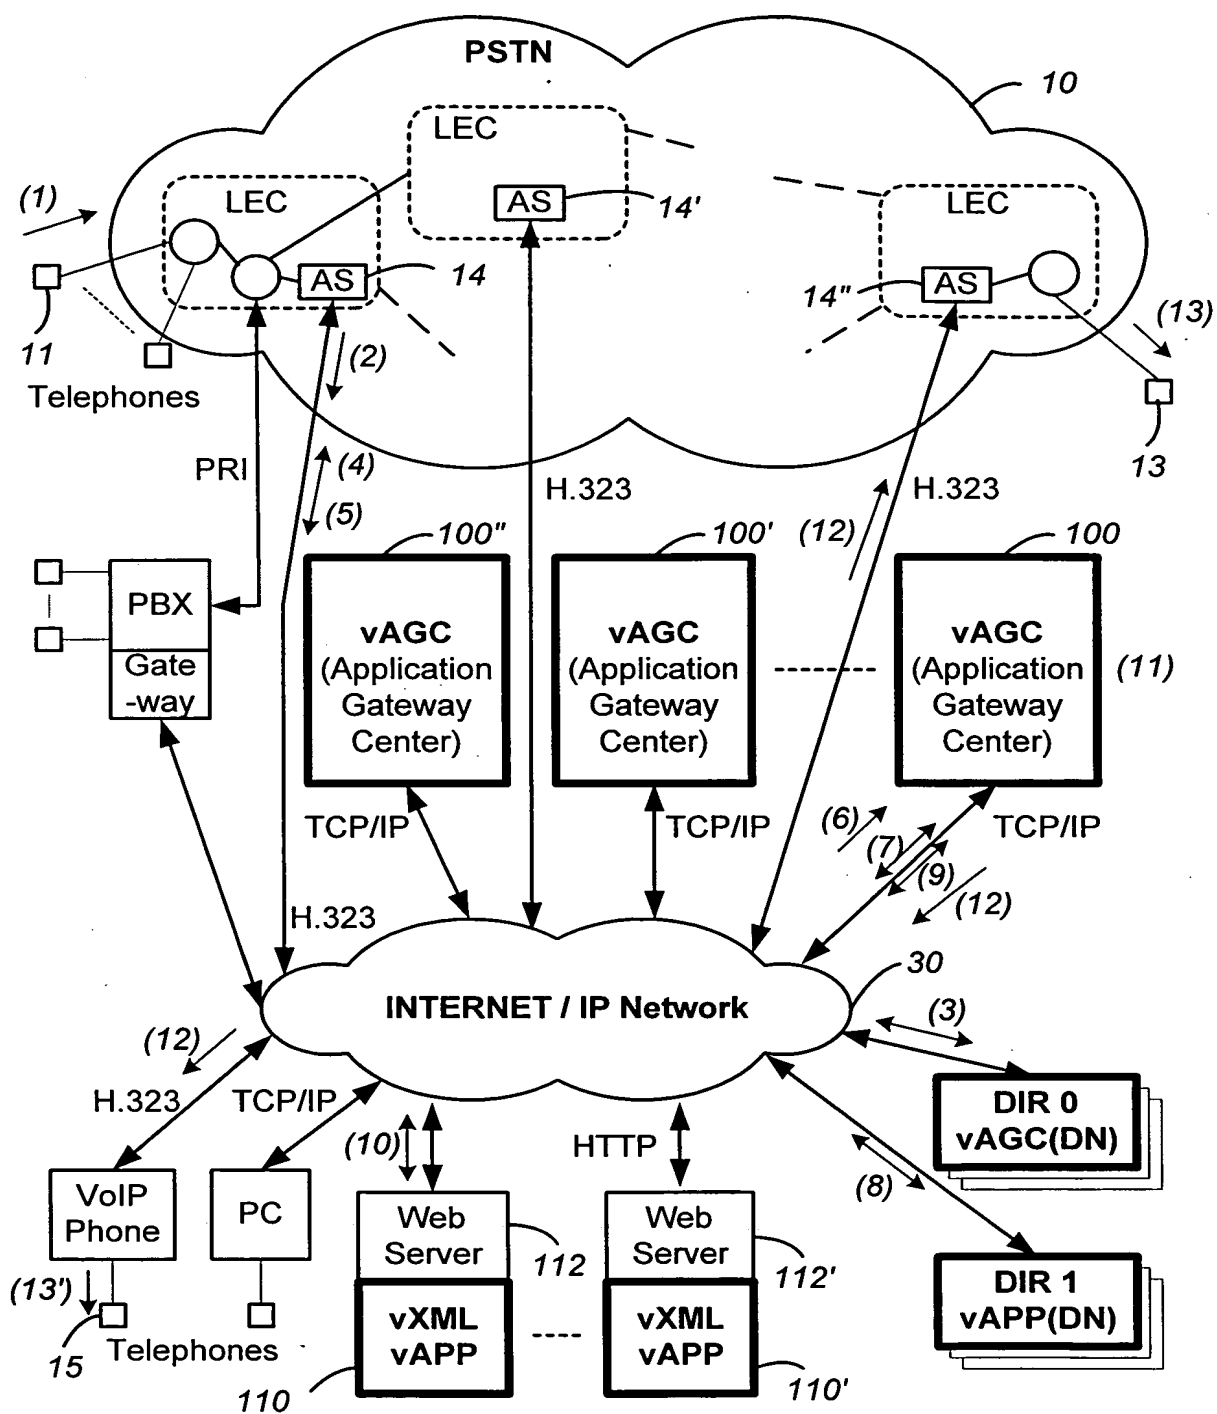 PSTN
10
LEC
LEC
LEC
(1)
AS
14'
AS
14
AS
14"
(13)
11
(2)
Telephones
13
PRI
(4)
H.323
H.323
(5)
(12)
100"
100'
100
PBX
Gate
-way
vAGC
(Application
Gateway
Center)
vAGC
(Application
Gateway
Center)
vAGC
(Application
Gateway
Center)
(11)
TCP/IP
TCP/IP
(6)
TCP/IP
(7)
(9)
(12)
H.323
30
INTERNET / IP Network
(3)
(12)
H.323
TCP/IP
(10)
HTTP
DIR 0
vAGC(DN)
(8)
VoIP
Phone
PC
Web
Server
112
Web
Server
112'
(13')
DIR 1
vAPP(DN)
15
Telephones
vXML
vAPP
110
vXML
vAPP
110'